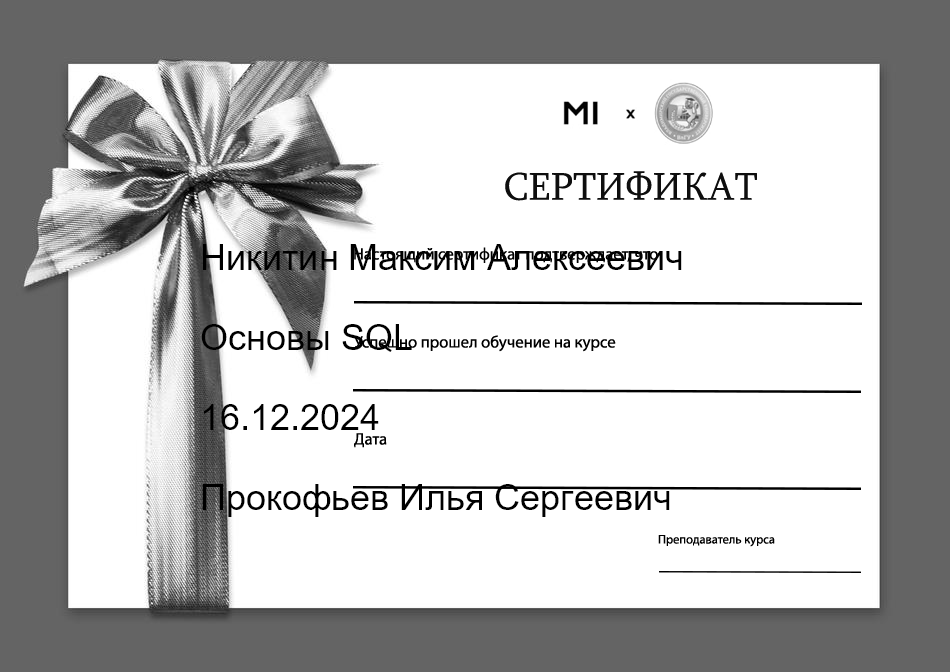 MI x
СЕРТИФИКАТ
Настоящий сертификат подтверждает что
Никитин Максим Алексеевич
Основы SQL
Успешно прошел обучение на курсе
16.12.2024
Дата
Прокофьев Илья Сергеевич
Преподаватель курса